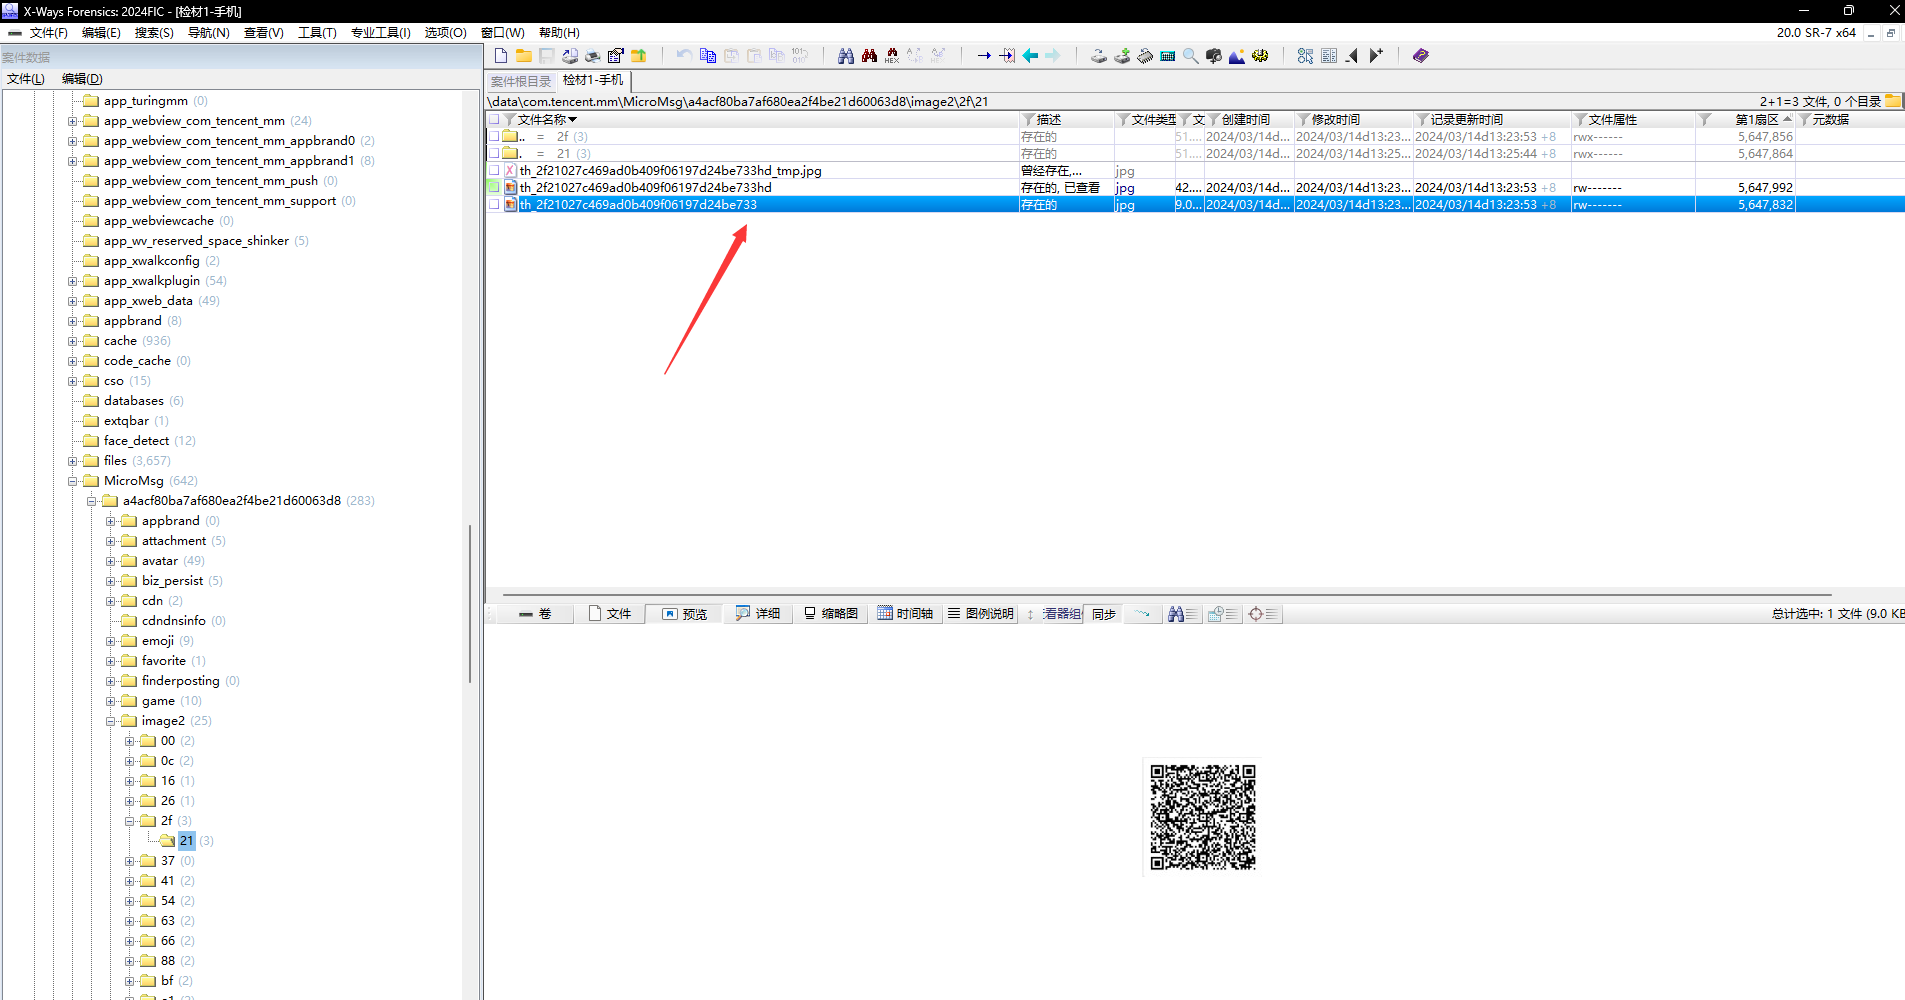 X-Ways Forensics: 2024FIC - [检材1-手机]
文件(F) 编辑(E) 搜索(S) 导航(N) 查看(V) 工具(T) 专业工具(I) 选项(O) 窗口(W) 帮助(H)
20.0 SR-7 x64
案件数据
文件(L) 编辑(D)
案件根目录 检材1-手机
\data\com.tencent.mm\MicroMsg\a4acf80ba7af680ea2f4be21d60063d8\image2\2f\21
2+1=3 文件, 0 个目录
文件名称 描述 文件类型 文 创建时间 修改时间 记录更新时间 文件属性 第1扇区 元数据
.. = 2f (3) 存在的 51.... 2024/03/14d... 2024/03/14d13:23... 2024/03/14d13:23:53 +8 rwx------ 5,647,856
. = 21 (3) 存在的 51.... 2024/03/14d... 2024/03/14d13:25... 2024/03/14d13:25:44 +8 rwx------ 5,647,864
th_2f21027c469ad0b409f06197d24be733hd_tmp.jpg 曾经存在,... jpg
th_2f21027c469ad0b409f06197d24be733hd 存在的, 已查看 jpg 42.... 2024/03/14d... 2024/03/14d13:23... 2024/03/14d13:23:53 +8 rw------- 5,647,992
th_2f21027c469ad0b409f06197d24be733 存在的 jpg 9.0... 2024/03/14d... 2024/03/14d13:23... 2024/03/14d13:23:53 +8 rw------- 5,647,832
app_turingmm (0)
app_webview_com_tencent_mm (24)
app_webview_com_tencent_mm_appbrand0 (2)
app_webview_com_tencent_mm_appbrand1 (8)
app_webview_com_tencent_mm_push (0)
app_webview_com_tencent_mm_support (0)
app_webviewcache (0)
app_wv_reserved_space_shinker (5)
app_xwalkconfig (2)
app_xwalkplugin (54)
app_xweb_data (49)
appbrand (8)
cache (936)
code_cache (0)
cso (15)
databases (6)
extqbar (1)
face_detect (12)
files (3,657)
MicroMsg (642)
a4acf80ba7af680ea2f4be21d60063d8 (283)
appbrand (0)
attachment (5)
avatar (49)
biz_persist (5)
cdn (2)
cdndnsinfo (0)
emoji (9)
favorite (1)
finderposting (0)
game (10)
image2 (25)
00 (2)
0c (2)
16 (1)
26 (1)
2f (3)
21 (3)
37 (0)
41 (2)
54 (2)
63 (2)
66 (2)
88 (2)
bf (2)
卷 文件 预览 详细 缩略图 时间轴 图例说明 看器组 同步
总计选中: 1 文件 (9.0 KB